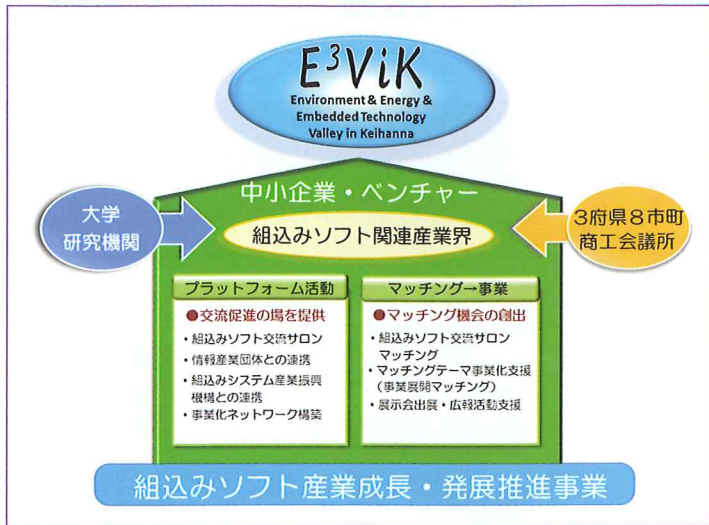 E³ViK
Environment & Energy &
Embedded Technology
Valley in Keihanna
中小企業・ベンチャー
大学
研究機関
組込みソフト関連産業界
3府県8市町
商工会議所
プラットフォーム活動
●交流促進の場を提供
・組込みソフト交流サロン
・情報産業団体との連携
・組込みシステム産業振興
機構との連携
・事業化ネットワーク構築
マッチング→事業
●マッチング機会の創出
・組込みソフト交流サロン
マッチング
・マッチングテーマ事業化支援
（事業展開マッチング）
・展示会出展・広報活動支援
組込みソフト産業成長・発展推進事業